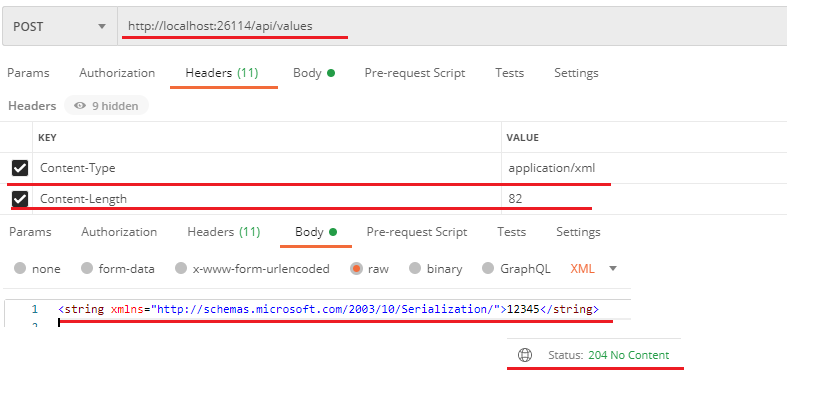 POST http://localhost:26114/api/values
Params Authorization Headers (11) Body Pre-request Script Tests Settings
Headers 9 hidden
KEY VALUE
Content-Type application/xml
Content-Length 82
Params Authorization Headers (11) Body Pre-request Script Tests Settings
none form-data x-www-form-urlencoded raw binary GraphQL XML
1 <string xmlns="http://schemas.microsoft.com/2003/10/Serialization/">12345</string>
2
Status: 204 No Content